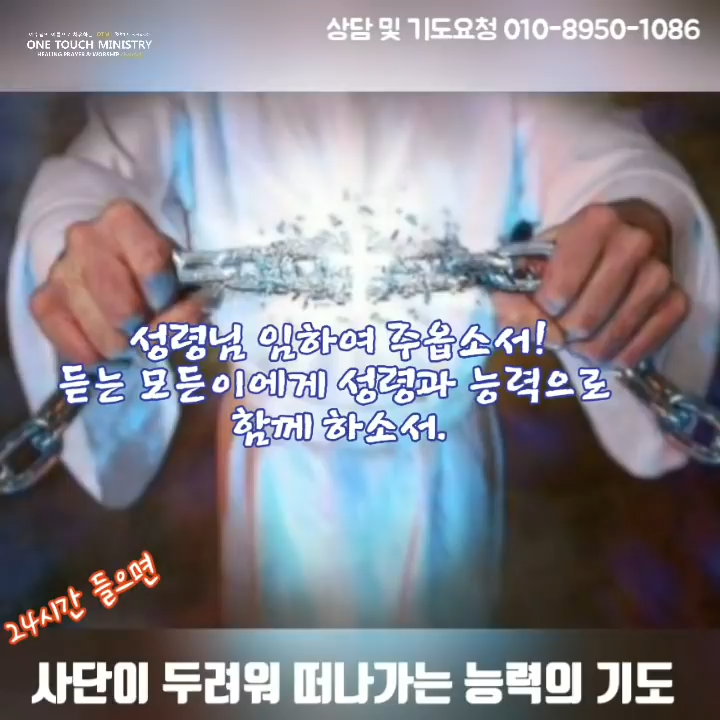 상담 및 기도요청 010-8950-1086
ONE TOUCH MINISTRY
HEALING PRAYER & WORSHIP
성령님 임하여 주옵소서!
듣는 모든이에게 성령과 능력으로
함께 하소서.
24시간 들으면
사단이 두려워 떠나가는 능력의 기도